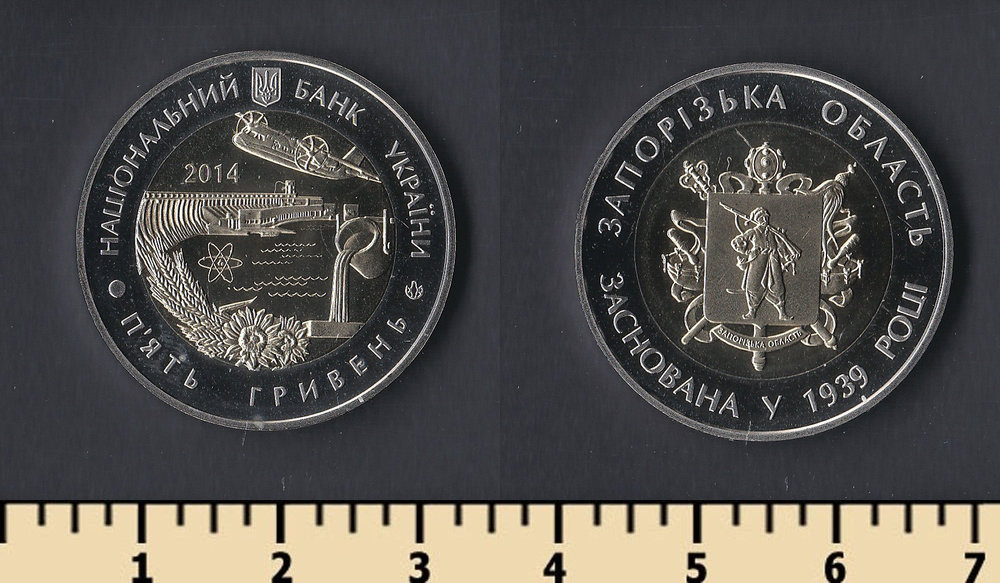 НАЦІОНАЛЬНИЙ БАНК УКРАЇНИ
2014
П'ЯТЬ ГРИВЕНЬ
ЗАПОРІЗЬКА ОБЛАСТЬ
ЗАПОРІЗЬКА ОБЛАСТЬ
ЗАСНОВАНА У 1939 РОЦІ
1 2 3 4 5 6 7